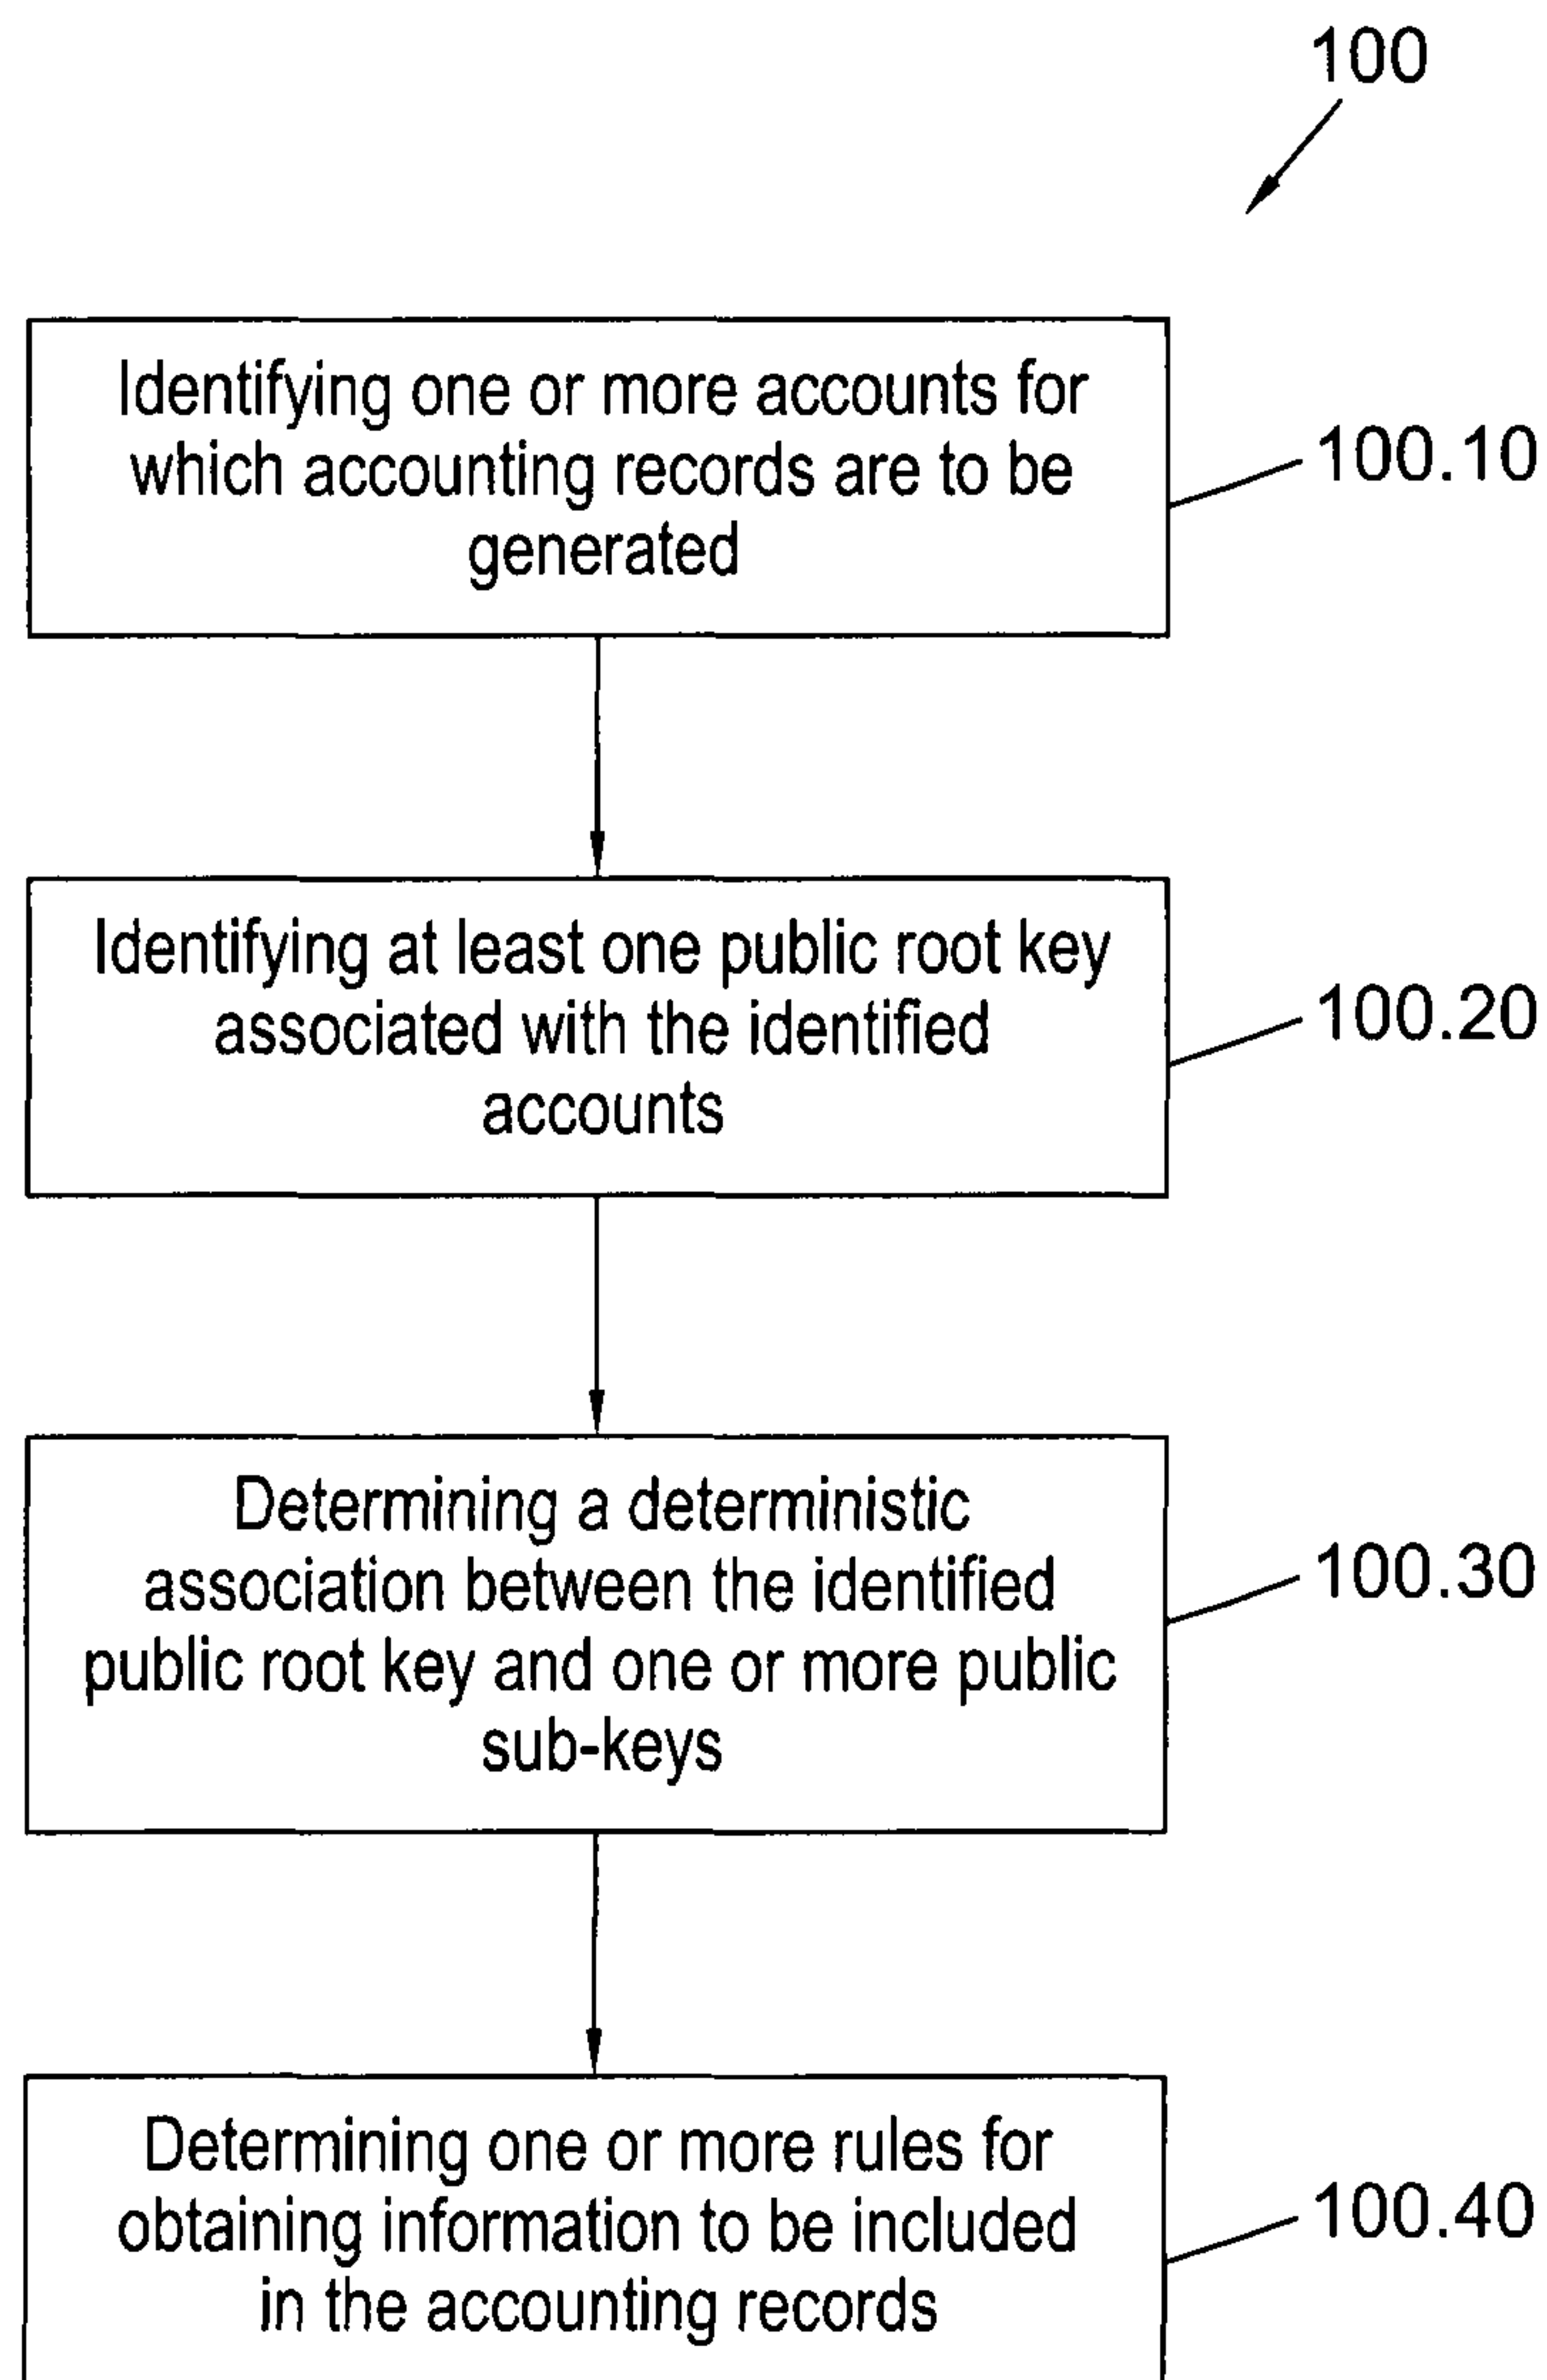 100
Identifying one or more accounts for
which accounting records are to be
generated
100.10
Identifying at least one public root key
associated with the identified
accounts
100.20
Determining a deterministic
association between the identified
public root key and one or more public
sub-keys
100.30
Determining one or more rules for
obtaining information to be included
in the accounting records
100.40